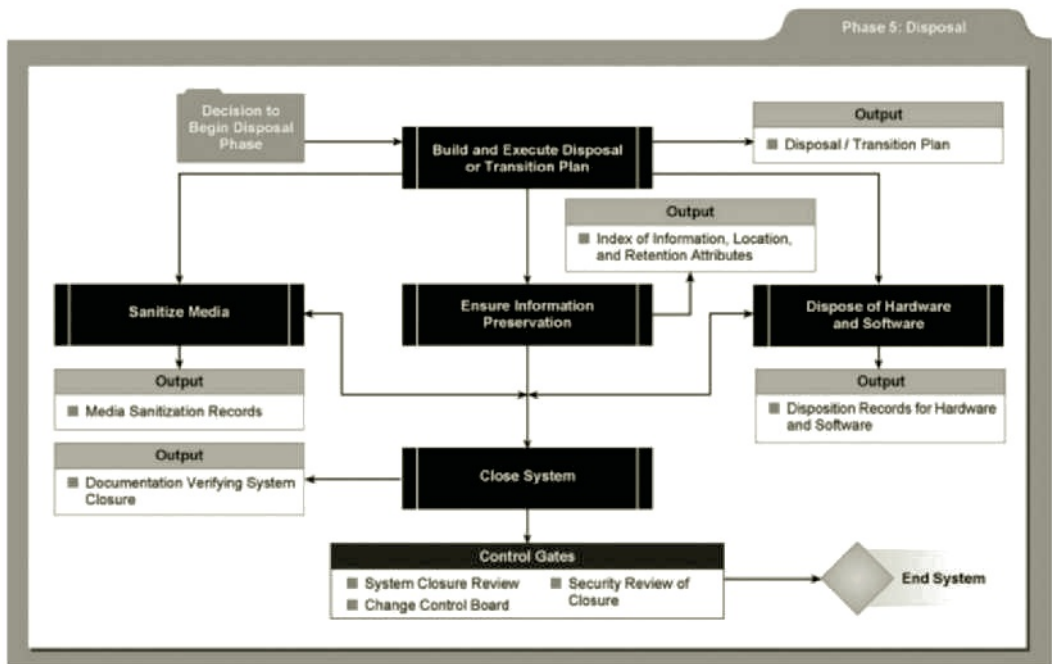 Phase 5: Disposal
Decision to
Begin Disposal
Phase
Build and Execute Disposal
or Transition Plan
Output
Disposal / Transition Plan
Output
Index of Information, Location,
and Retention Attributes
Sanitize Media
Ensure Information
Preservation
Dispose of Hardware
and Software
Output
Media Sanitization Records
Output
Disposition Records for Hardware
and Software
Output
Documentation Verifying System
Closure
Close System
Control Gates
System Closure Review
Change Control Board
Security Review of
Closure
End System